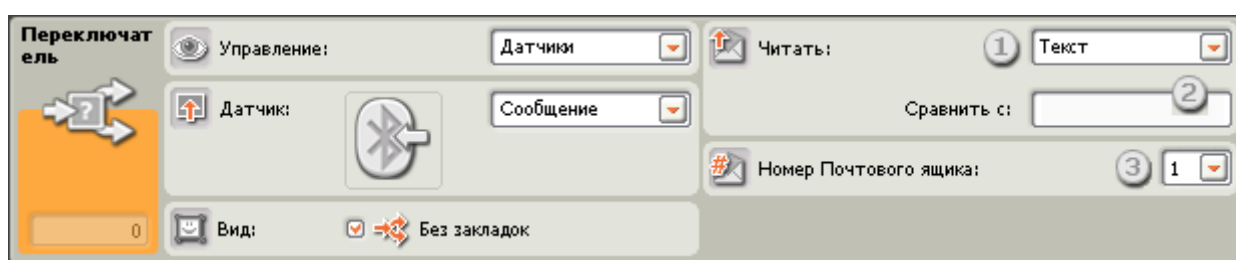 Переключат
ель
0
Управление:
Датчики
Датчик:
Сообщение
Вид:
Без закладок
Читать:
1
Текст
Сравнить с:
2
Номер Почтового ящика:
3
1